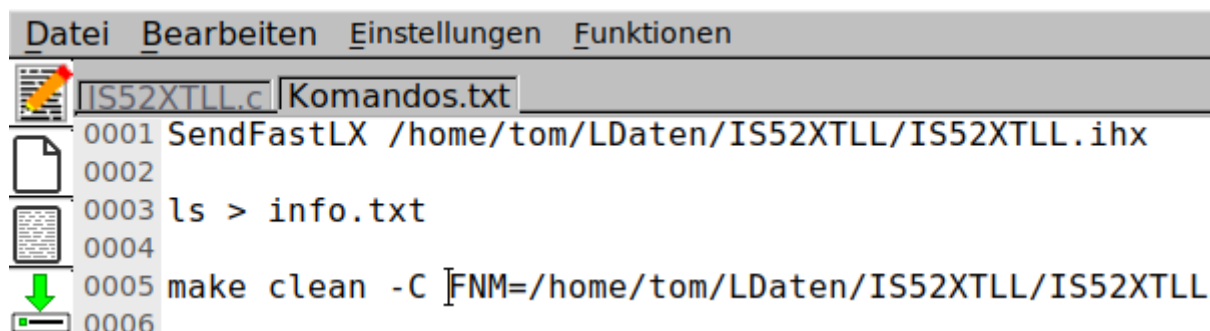 Datei Bearbeiten Einstellungen Funktionen
IS52XTLL.c Komandos.txt
0001 SendFastLX /home/tom/LDaten/IS52XTLL/IS52XTLL.ihx
0002
0003 ls > info.txt
0004
0005 make clean -C FNM=/home/tom/LDaten/IS52XTLL/IS52XTLL
0006